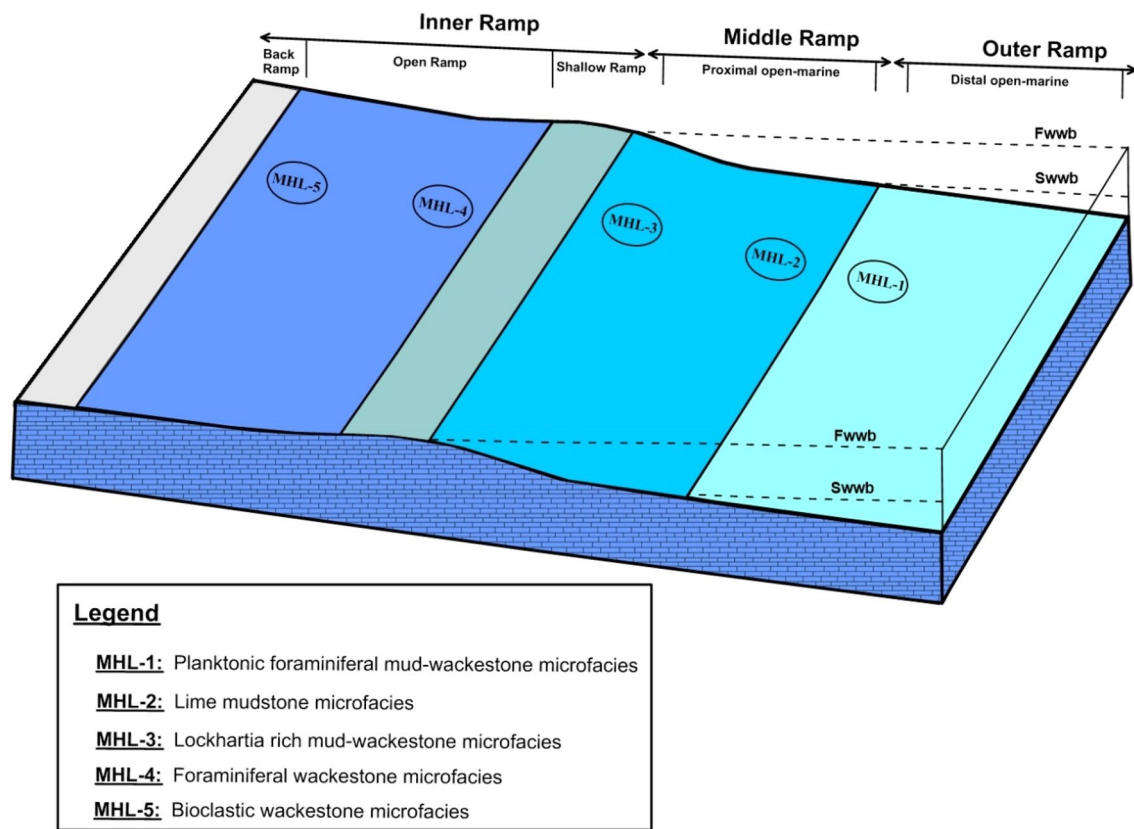 Inner Ramp
Middle Ramp
Outer Ramp
Back
Ramp
Open Ramp
Shallow Ramp
Proximal open-marine
Distal open-marine
Fwwb
Swwb
MHL-5
MHL-4
MHL-3
MHL-2
MHL-1
Fwwb
Swwb
Legend
MHL-1: Planktonic foraminiferal mud-wackestone microfacies
MHL-2: Lime mudstone microfacies
MHL-3: Lockhartia rich mud-wackestone microfacies
MHL-4: Foraminiferal wackestone microfacies
MHL-5: Bioclastic wackestone microfacies